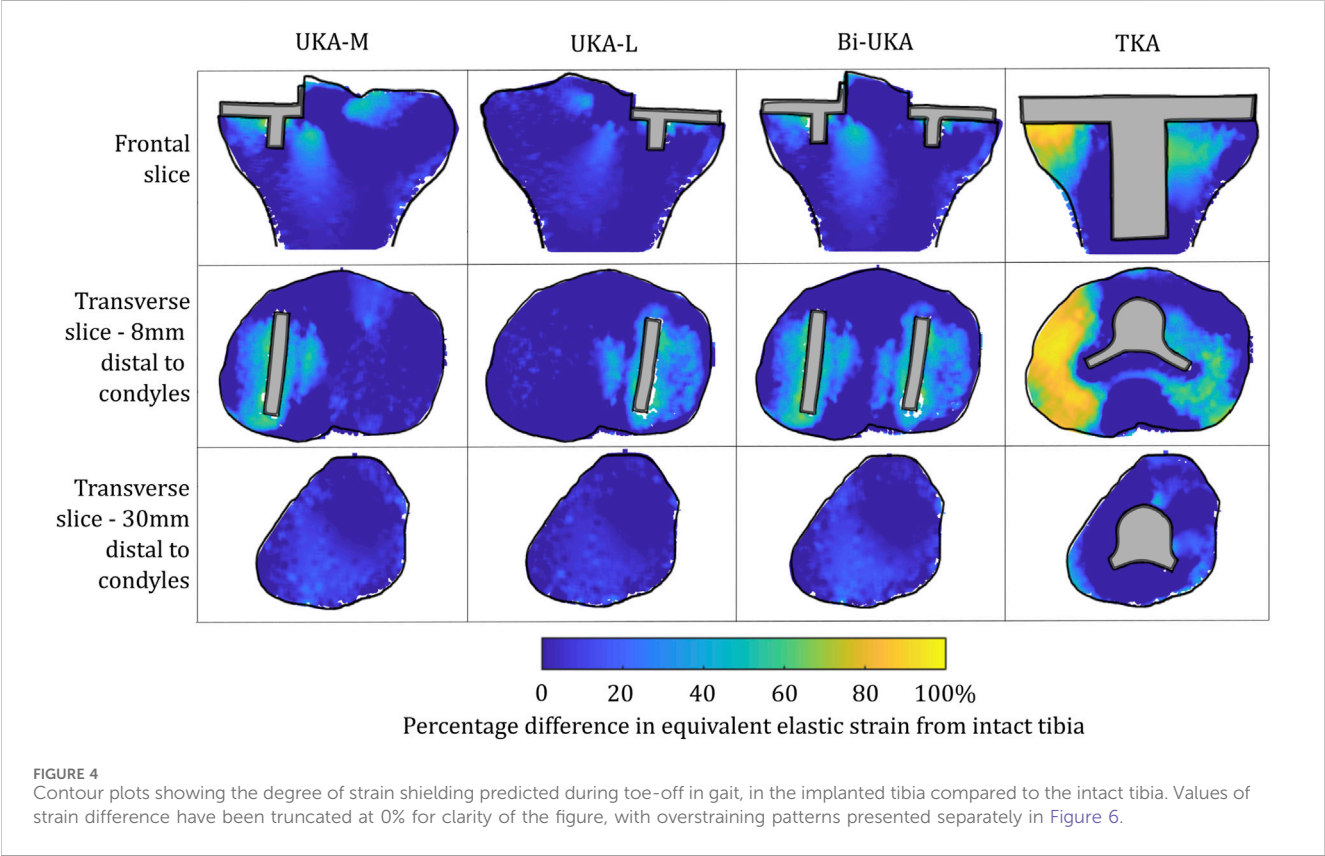 UKA-M UKA-L Bi-UKA TKA
Frontal
slice
Transverse
slice - 8mm
distal to
condyles
Transverse
slice - 30mm
distal to
condyles
0 20 40 60 80 100%
Percentage difference in equivalent elastic strain from intact tibia
FIGURE 4
Contour plots showing the degree of strain shielding predicted during toe-off in gait, in the implanted tibia compared to the intact tibia. Values of
strain difference have been truncated at 0% for clarity of the figure, with overstraining patterns presented separately in Figure 6.